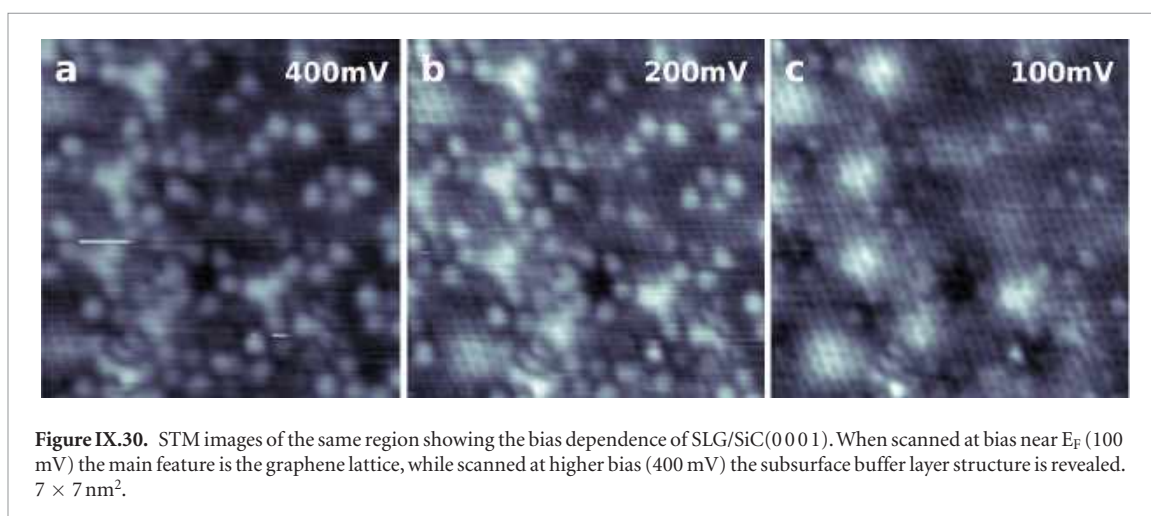 a 400mV b 200mV c 100mV
Figure IX.30. STM images of the same region showing the bias dependence of SLG/SiC(0 0 0 1). When scanned at bias near EF (100
mV) the main feature is the graphene lattice, while scanned at higher bias (400 mV) the subsurface buffer layer structure is revealed.
7 × 7 nm².